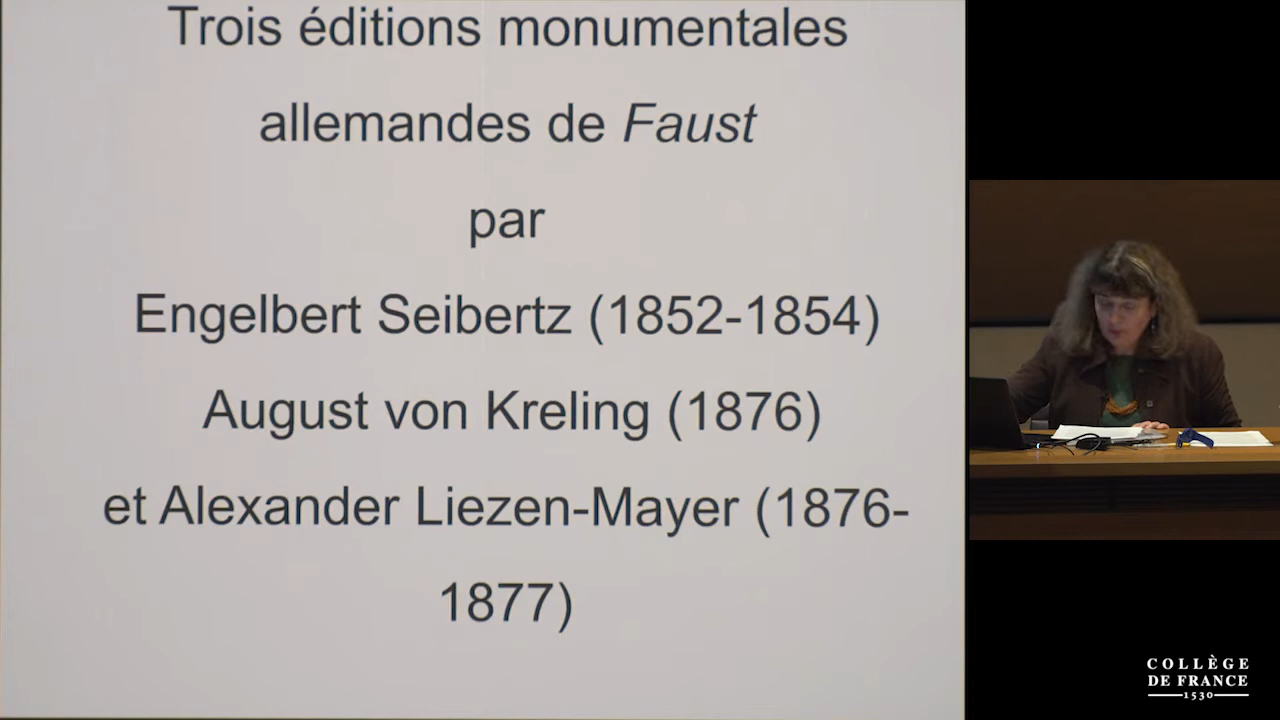 Trois éditions monumentales
allemandes de Faust
par
Engelbert Seibertz (1852-1854)
August von Kreling (1876)
et Alexander Liezen-Mayer (1876-
1877)
COLLÈGE
DE FRANCE
1530